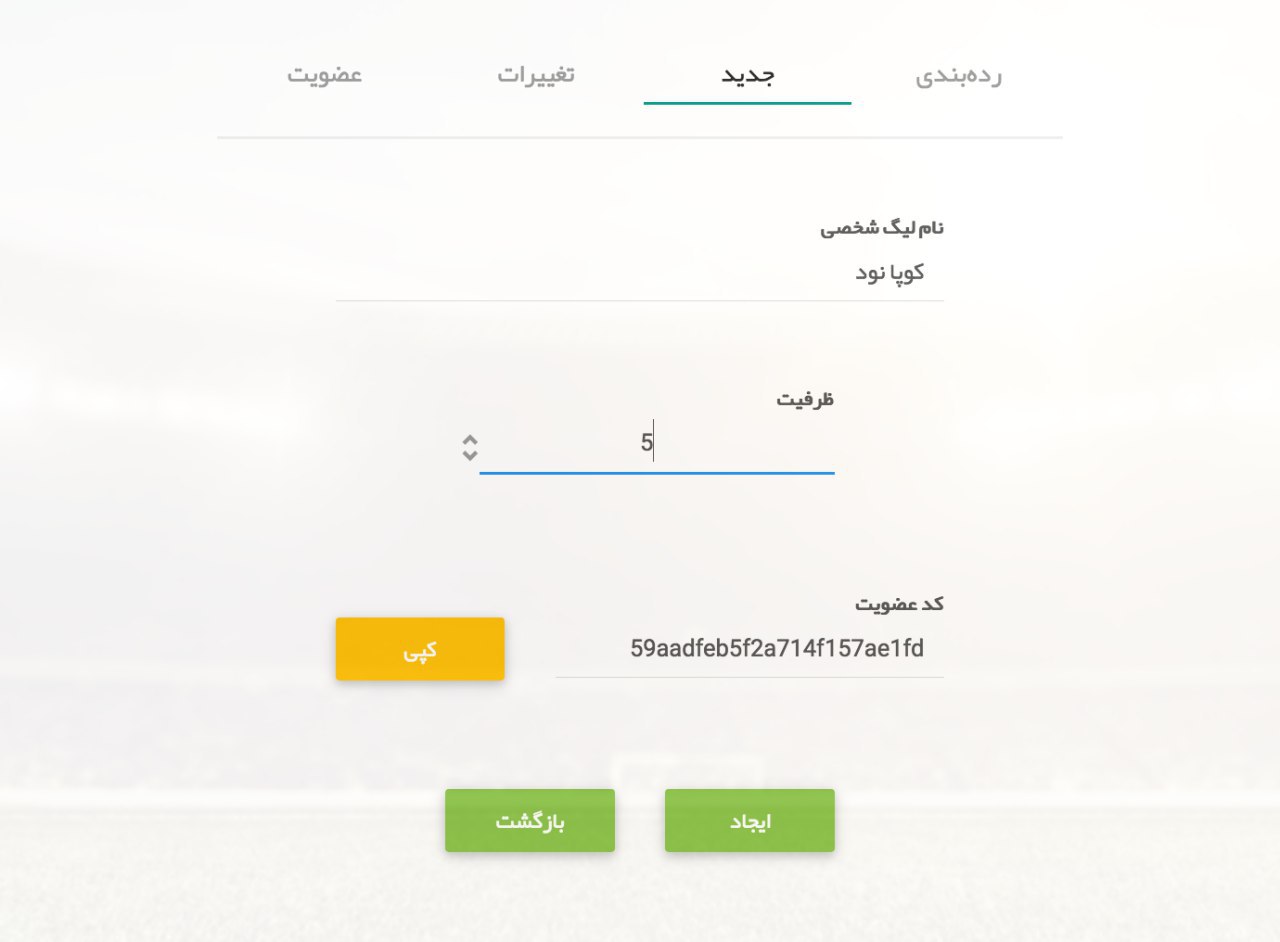 رده‌بندی جدید تغییرات عضویت
نام لیگ شخصی
کوپا نود
ظرفیت
5
کد عضویت
59aadfeb5f2a714f157ae1fd
کپی
ایجاد بازگشت